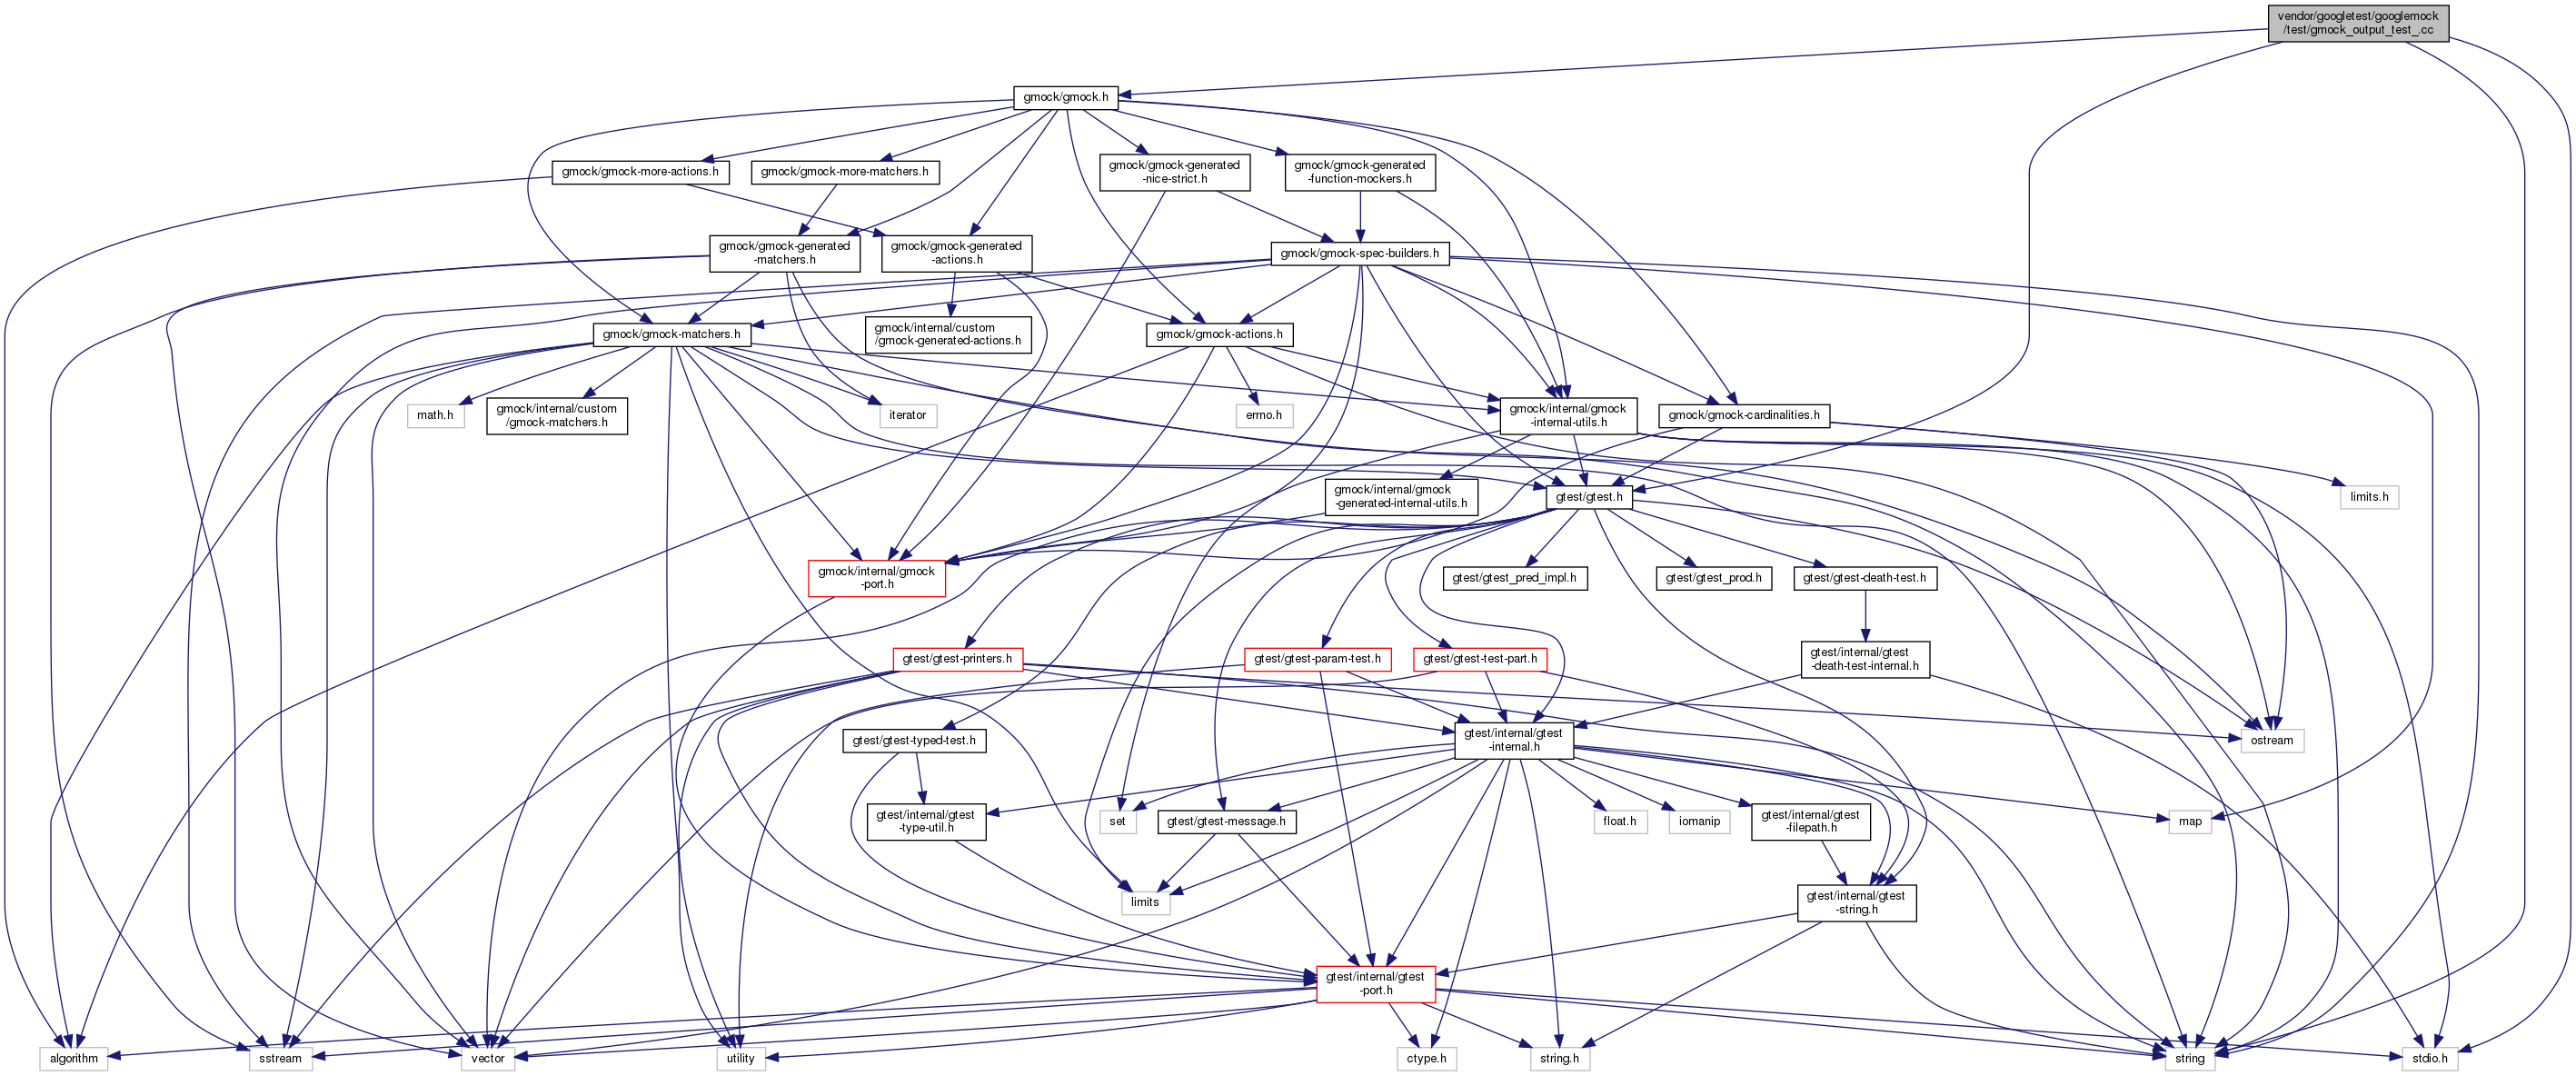 vendor/googletest/googlemock
/test/gmock_output_test_.cc
gmock/gmock.h
gmock/gmock-more-actions.h
gmock/gmock-more-matchers.h
gmock/gmock-generated
-nice-strict.h
gmock/gmock-generated
-function-mockers.h
gmock/gmock-generated
-matchers.h
gmock/gmock-generated
-actions.h
gmock/gmock-spec-builders.h
gmock/gmock-matchers.h
gmock/internal/custom
/gmock-generated-actions.h
gmock/gmock-actions.h
math.h
gmock/internal/custom
/gmock-matchers.h
iterator
errno.h
gmock/internal/gmock
-internal-utils.h
gmock/gmock-cardinalities.h
gmock/internal/gmock
-generated-internal-utils.h
gtest/gtest.h
limits.h
gmock/internal/gmock
-port.h
gtest/gtest_pred_impl.h
gtest/gtest_prod.h
gtest/gtest-death-test.h
gtest/gtest-printers.h
gtest/gtest-param-test.h
gtest/gtest-test-part.h
gtest/internal/gtest
-death-test-internal.h
gtest/gtest-typed-test.h
gtest/internal/gtest
-internal.h
ostream
gtest/internal/gtest
-type-util.h
set
gtest/gtest-message.h
float.h
iomanip
gtest/internal/gtest
-filepath.h
map
limits
gtest/internal/gtest
-string.h
gtest/internal/gtest
-port.h
algorithm
sstream
vector
utility
ctype.h
string.h
string
stdio.h